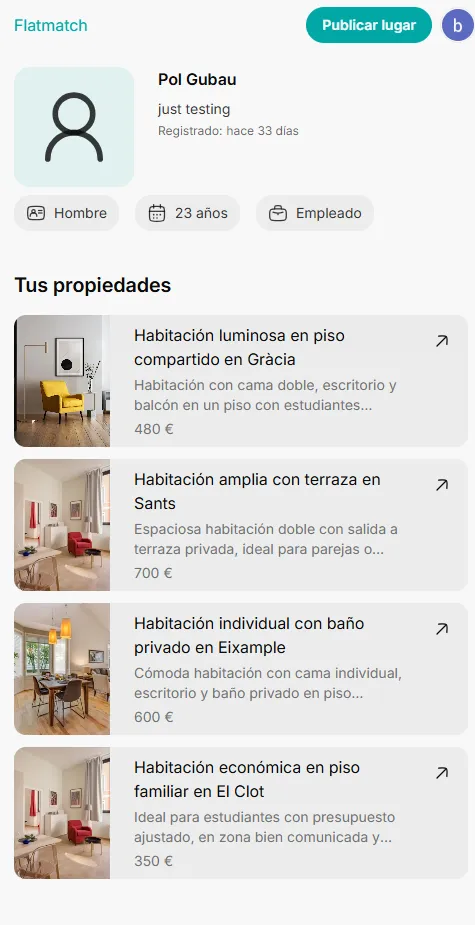 Flatmatch
Publicar lugar
b
Pol Gubau
just testing
Registrado: hace 33 días
Hombre
23 años
Empleado
Tus propiedades
Habitación luminosa en piso
compartido en Gràcia
Habitación con cama doble, escritorio y
balcón en un piso con estudiantes...
480 €
Habitación amplia con terraza en
Sants
Espaciosa habitación doble con salida a
terraza privada, ideal para parejas o...
700 €
Habitación individual con baño
privado en Eixample
Cómoda habitación con cama individual,
escritorio y baño privado en piso...
600 €
Habitación económica en piso
familiar en El Clot
Ideal para estudiantes con presupuesto
ajustado, en zona bien comunicada y...
350 €